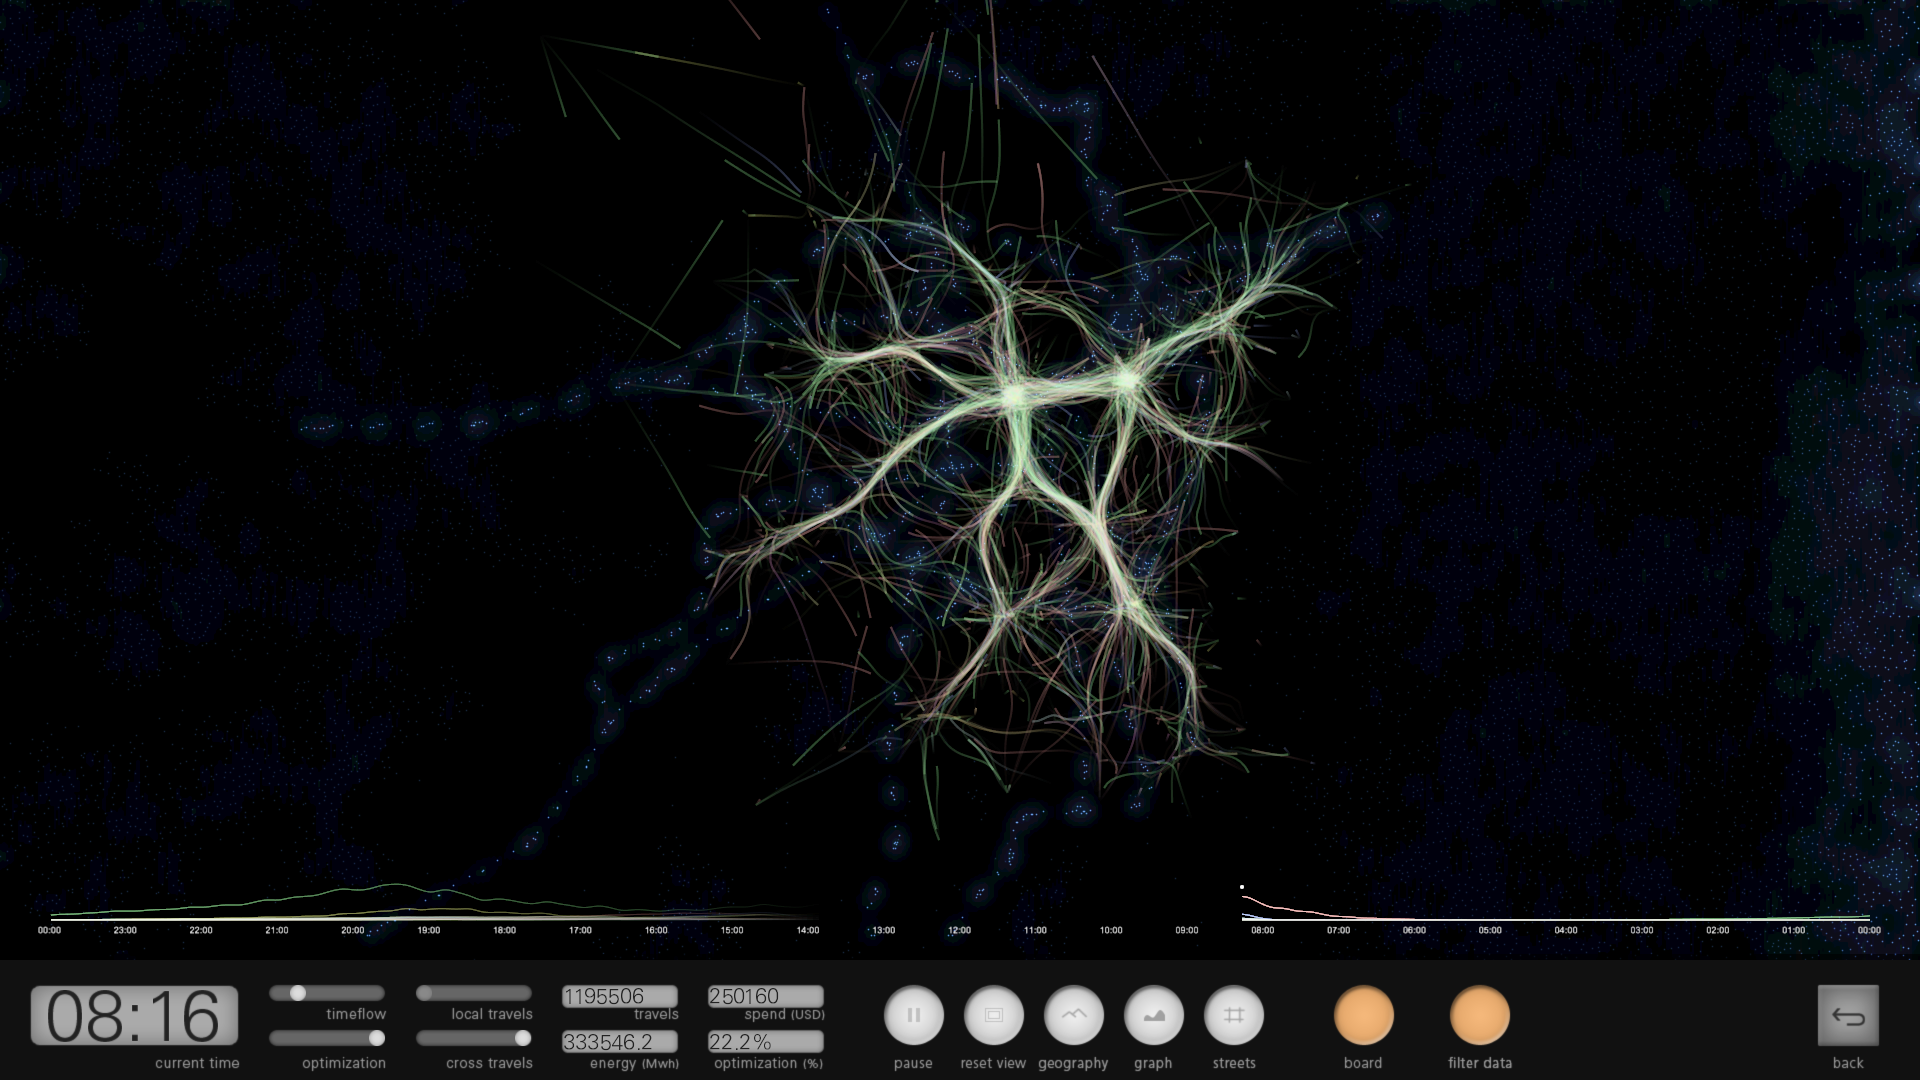 00:00 23:00 22:00 21:00 20:00 19:00 18:00 17:00 16:00 15:00 14:00 13:00 12:00 11:00 10:00 09:00 08:00 07:00 06:00 05:00 04:00 03:00 02:00 01:00 00:00
08:16
current time
timeflow
optimization
local travels
cross travels
1195506
travels
333546.2
energy (Mwh)
250160
spend (USD)
22.2%
optimization (%)
pause
reset view
geography
graph
streets
board
filter data
back